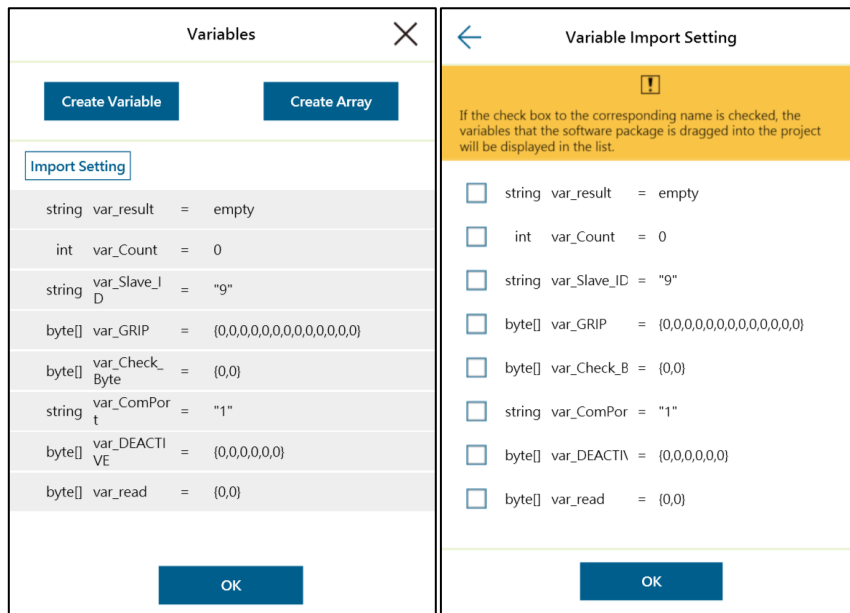 Variables
Create Variable Create Array
Import Setting
string var_result = empty
int var_Count = 0
string var_Slave_I
D = "9"
byte[] var_GRIP = {0,0,0,0,0,0,0,0,0,0,0,0,0}
byte[] var_Check_
Byte = {0,0}
string var_ComPor
t = "1"
byte[] var_DEACTI
VE = {0,0,0,0,0,0}
byte[] var_read = {0,0}
OK
Variable Import Setting
If the check box to the corresponding name is checked, the
variables that the software package is dragged into the project
will be displayed in the list.
string var_result = empty
int var_Count = 0
string var_Slave_ID = "9"
byte[] var_GRIP = {0,0,0,0,0,0,0,0,0,0,0,0,0}
byte[] var_Check_B = {0,0}
string var_ComPor = "1"
byte[] var_DEACTI\ = {0,0,0,0,0,0}
byte[] var_read = {0,0}
OK